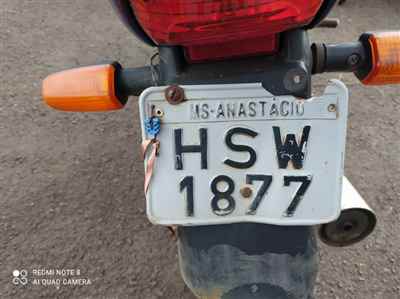 MS-ANASTÁCIO
HSW
1877
REDMI NOTE 8
AI QUAD CAMERA